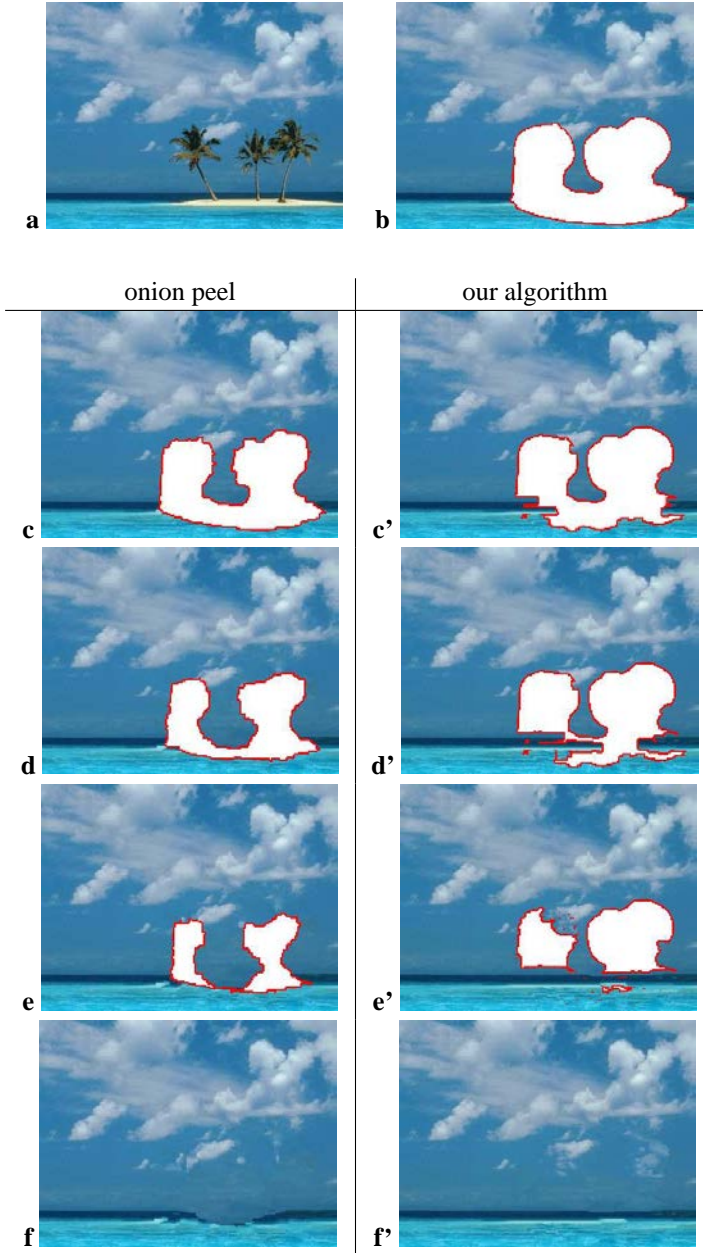 a b
onion peel our algorithm
c c’
d d’
e e’
f f’